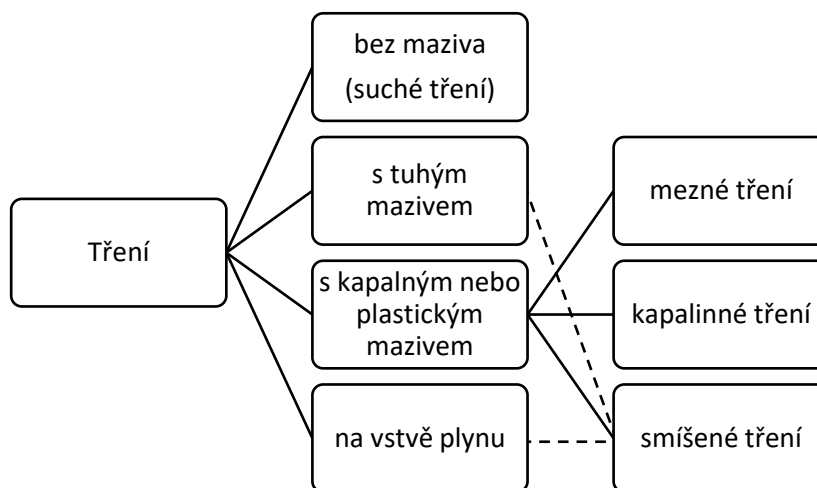 Tření
bez maziva
(suché tření)
s tuhým
mazivem
s kapalným nebo
plastickým
mazivem
na vstvě plynu
mezné tření
kapalinné tření
smíšené tření